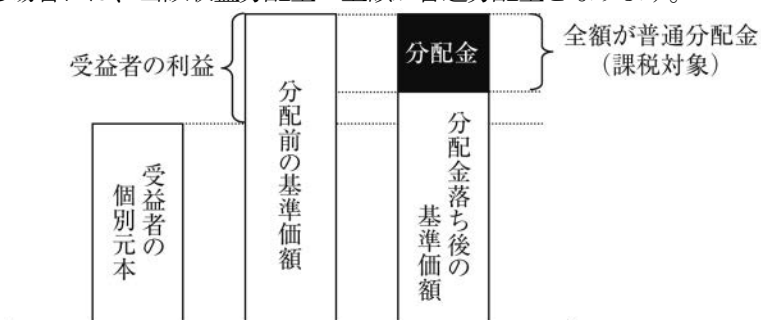 全額が普通分配金
（課税対象）
分配金
受益者の利益
分配前の基準価額
分配金落ち後の
基準価額
受益者の
個別元本